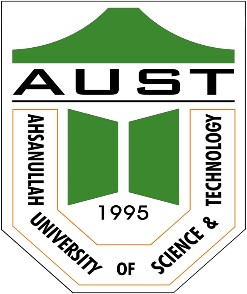 AUST
1995
AHSANULLAH UNIVERSITY OF SCIENCE & TECHNOLOGY